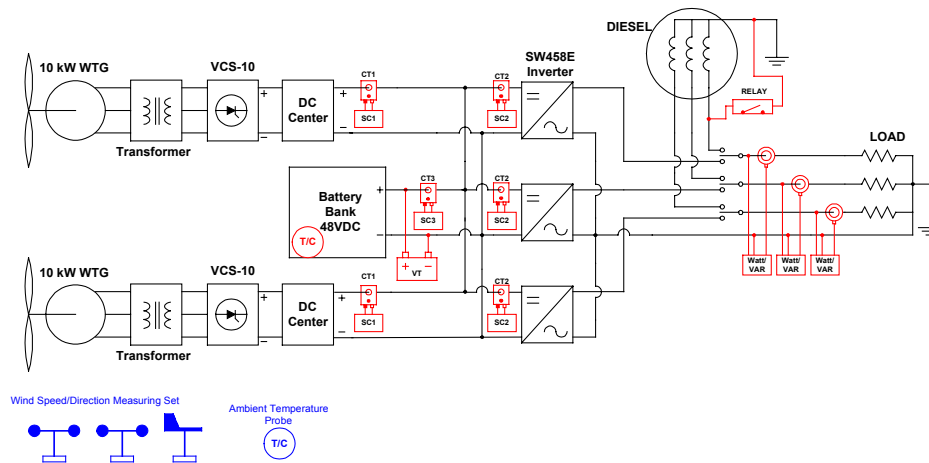 DIESEL
SW458E
Inverter
10 kW WTG
VCS-10
CT1
CT2
DC
Center
+
−
+
−
SC1
SC2
Transformer
RELAY
LOAD
Battery
Bank
48VDC
+
−
T/C
CT3
SC3
CT2
SC2
+ −
VT
Watt/
VAR
Watt/
VAR
Watt/
VAR
10 kW WTG
VCS-10
CT1
CT2
DC
Center
+
−
+
−
SC1
SC2
Transformer
Wind Speed/Direction Measuring Set
Ambient Temperature
Probe
T/C